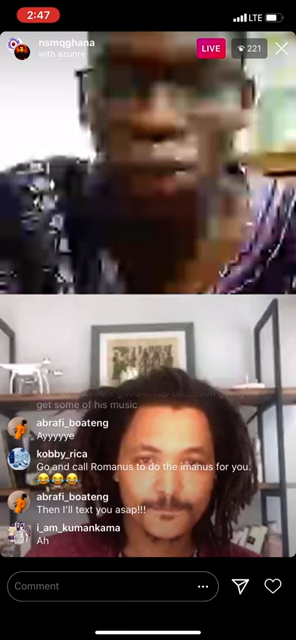 2:47
LTE
nsmqghana
with azunre
LIVE
221
get some of his music
abrafi_boateng
Ayyyyye
kobby_rica
Go and call Romanus to do the imanus for you.
😂😂😂
abrafi_boateng
Then I'll text you asap!!!
i_am_kumankama
Ah
Comment